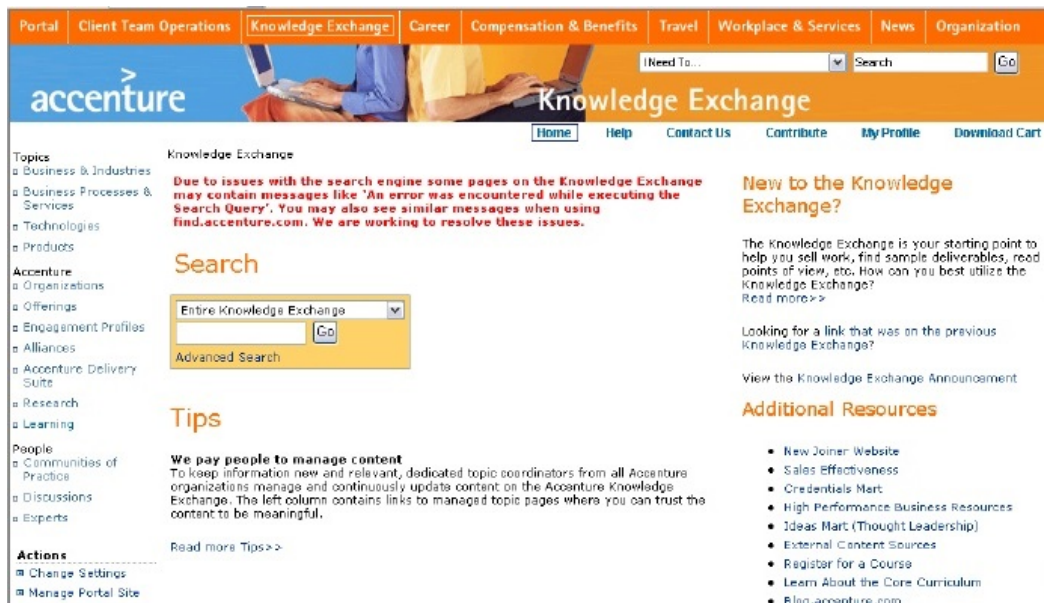 Portal Client Team Operations Knowledge Exchange Career Compensation & Benefits Travel Workplace & Services News Organization
I Need To... Search Go
>
accenture
Knowledge Exchange
Home Help Contact Us Contribute My Profile Download Cart
Topics
Business & Industries
Business Processes &
Services
Technologies
Products
Accenture
Organizations
Offerings
Engagement Profiles
Alliances
Accenture Delivery
Suite
Research
Learning
People
Communities of
Practice
Discussions
Experts
Actions
Change Settings
Manage Portal Site
Knowledge Exchange
Due to issues with the search engine some pages on the Knowledge Exchange
may contain messages like 'An error was encountered while executing the
Search Query'. You may also see similar messages when using
find.accenture.com. We are working to resolve these issues.
Search
Entire Knowledge Exchange
Go
Advanced Search
Tips
We pay people to manage content
To keep information new and relevant, dedicated topic coordinators from all Accenture
organizations manage and continuously update content on the Accenture Knowledge
Exchange. The left column contains links to managed topic pages where you can trust the
content to be meaningful.
Read more Tips>>
New to the Knowledge
Exchange?
The Knowledge Exchange is your starting point to
help you sell work, find sample deliverables, read
points of view, etc. How can you best utilize the
Knowledge Exchange?
Read more>>
Looking for a link that was on the previous
Knowledge Exchange?
View the Knowledge Exchange Announcement
Additional Resources
New Joiner Website
Sales Effectiveness
Credentials Mart
High Performance Business Resources
Ideas Mart (Thought Leadership)
External Content Sources
Register for a Course
Learn About the Core Curriculum
Blog.accenture.com